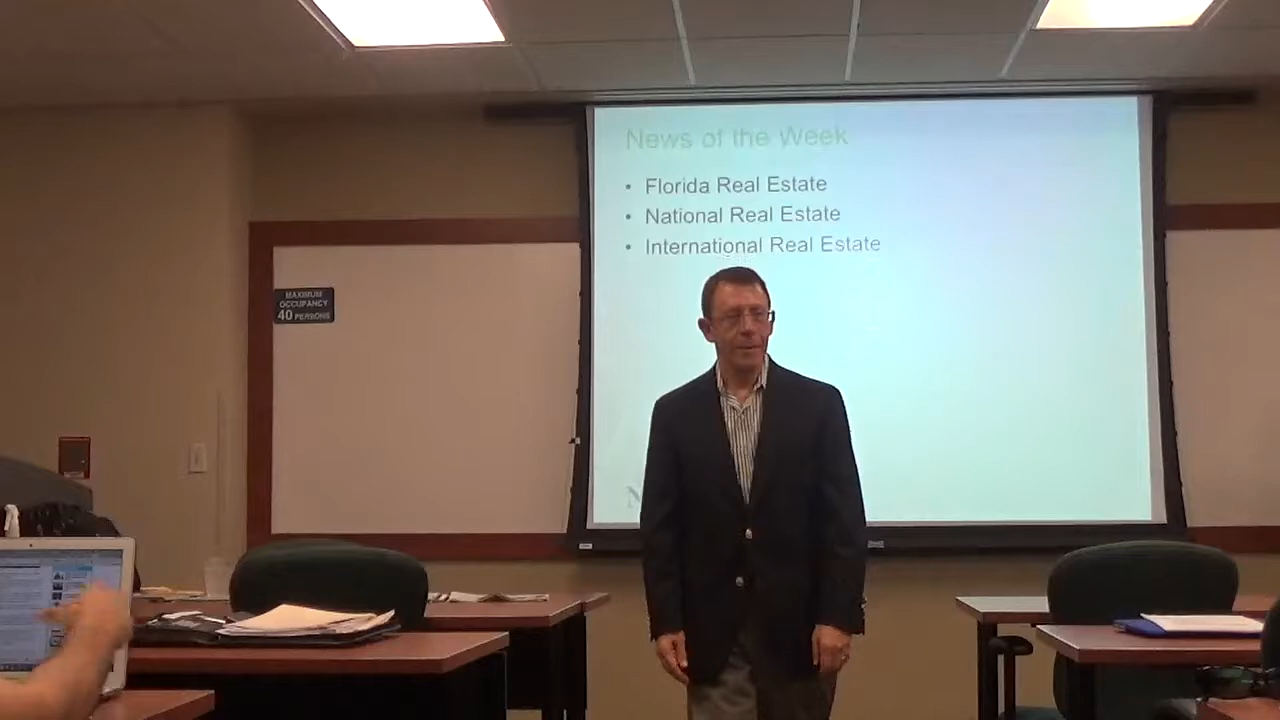 News of the Week
• Florida Real Estate
• National Real Estate
• International Real Estate
MAXIMUM
OCCUPANCY
40 PERSONS